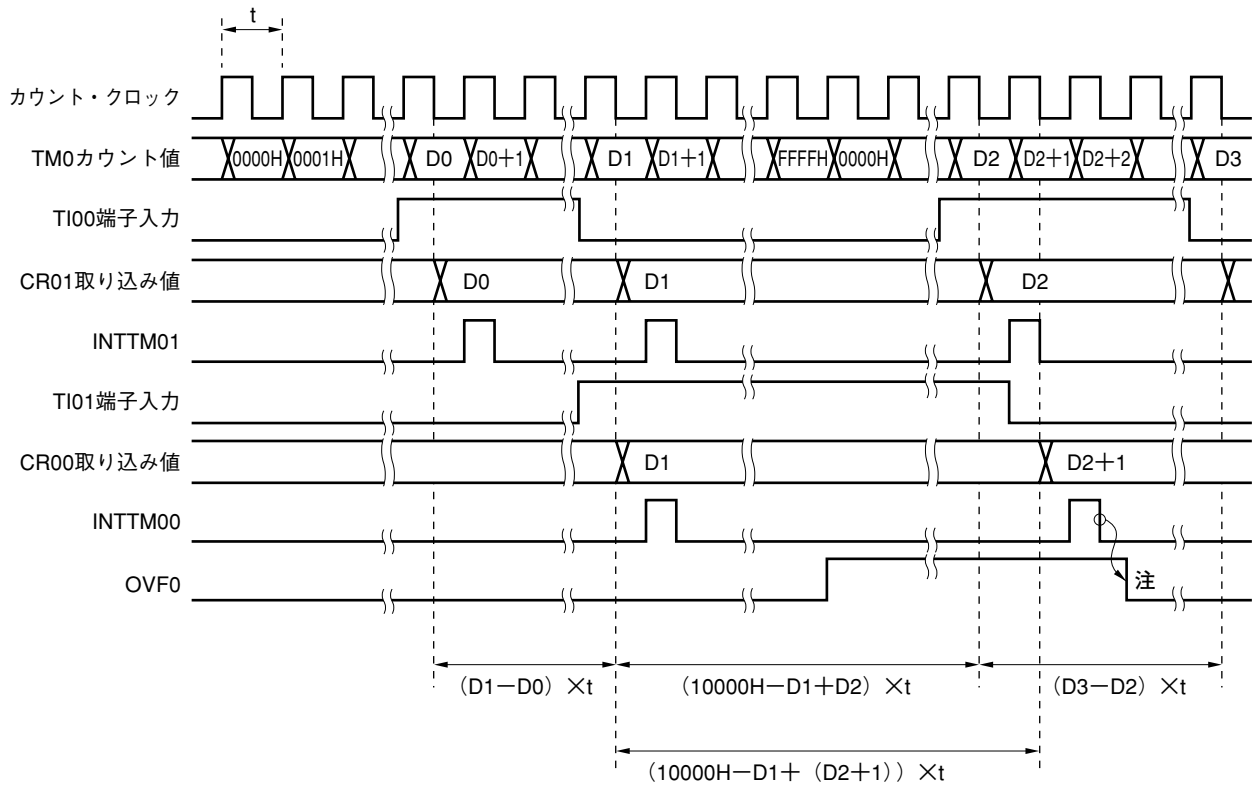 t
カウント・クロック
TM0カウント値 0000H 0001H D0 D0+1 D1 D1+1 FFFFH 0000H D2 D2+1 D2+2 D3
TI00端子入力
CR01取り込み値 D0 D1 D2
INTTM01
TI01端子入力
CR00取り込み値 D1 D2+1
INTTM00
OVF0 注
(D1-D0)×t (10000H-D1+D2)×t (D3-D2)×t
(10000H-D1+(D2+1))×t